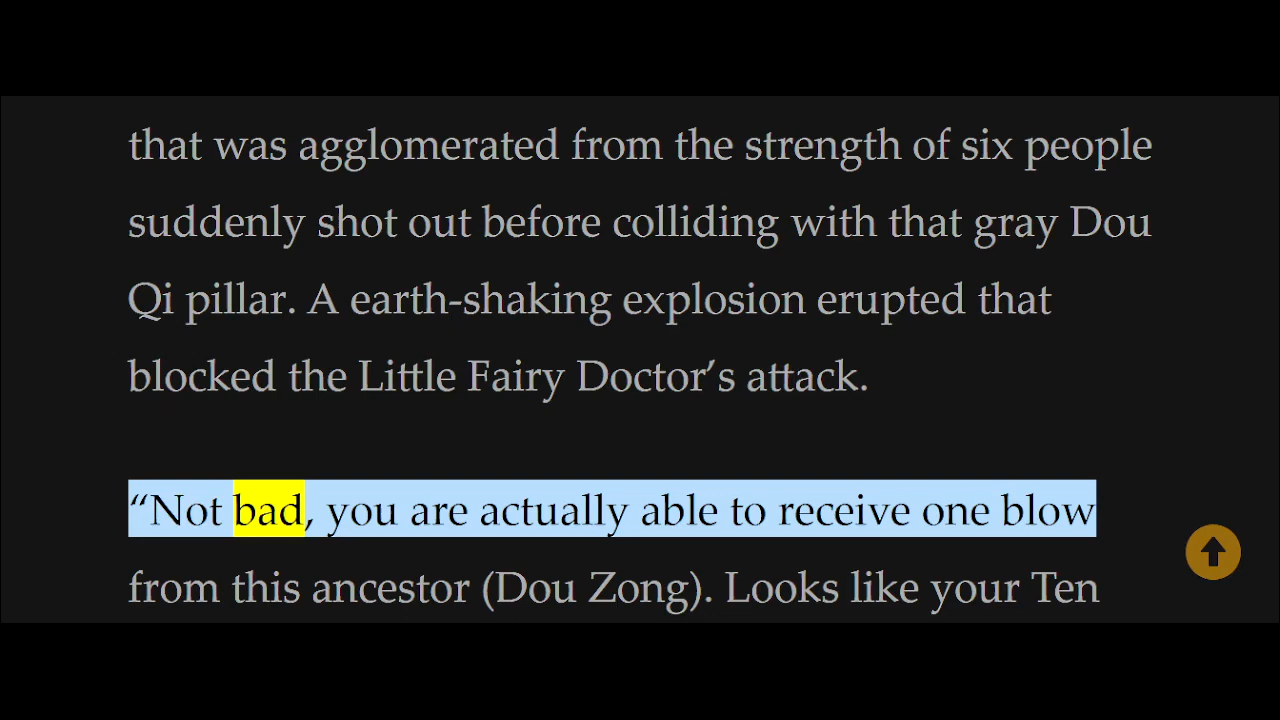 that was agglomerated from the strength of six people
suddenly shot out before colliding with that gray Dou
Qi pillar. A earth-shaking explosion erupted that
blocked the Little Fairy Doctor’s attack.
“Not bad, you are actually able to receive one blow
from this ancestor (Dou Zong). Looks like your Ten